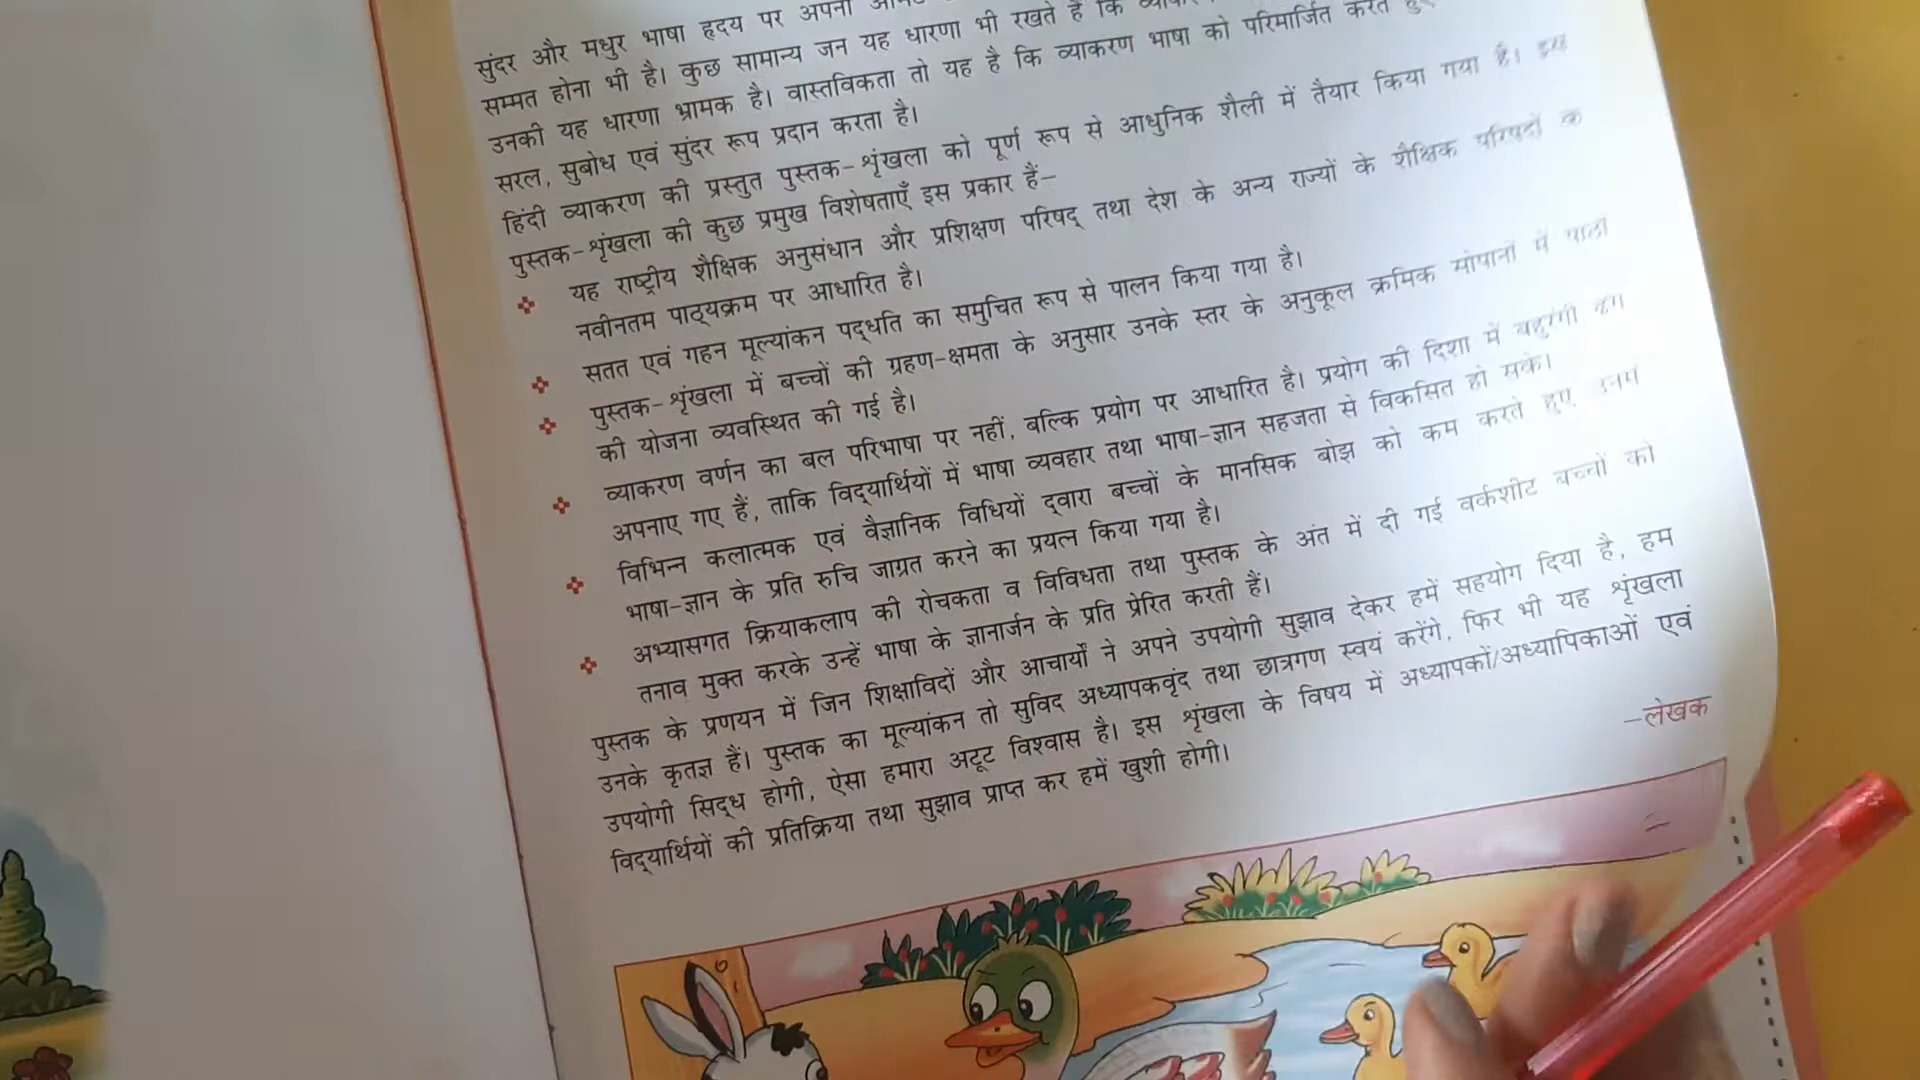 सुंदर और मधुर भाषा हृदय पर अपनी
सम्मत होना भी है। कुछ सामान्य जन यह धारणा भी रखते हैं कि
उनकी यह धारणा भ्रामक है। वास्तविकता तो यह है कि व्याकरण भाषा को परिमार्जित करते
सरल, सुबोध एवं सुंदर रूप प्रदान करता है।
हिंदी व्याकरण की प्रस्तुत पुस्तक-शृंखला को पूर्ण रूप से आधुनिक शैली में तैयार किया गया है। इस
पुस्तक-शृंखला की कुछ प्रमुख विशेषताएँ इस प्रकार हैं-
यह राष्ट्रीय शैक्षिक अनुसंधान और प्रशिक्षण परिषद् तथा देश के अन्य राज्यों के शैक्षिक परिषदों के
नवीनतम पाठ्यक्रम पर आधारित है।
सतत एवं गहन मूल्यांकन पद्धति का समुचित रूप से पालन किया गया है।
पुस्तक-शृंखला में बच्चों की ग्रहण-क्षमता के अनुसार उनके स्तर के अनुकूल क्रमिक सोपानों में
की योजना व्यवस्थित की गई है।
व्याकरण वर्णन का बल परिभाषा पर नहीं, बल्कि प्रयोग पर आधारित है। प्रयोग की दिशा में बहुरंगी
अपनाए गए हैं, ताकि विद्यार्थियों में भाषा व्यवहार तथा भाषा-ज्ञान सहजता से विकसित हो सके।
विभिन्न कलात्मक एवं वैज्ञानिक विधियों द्वारा बच्चों के मानसिक बोझ को कम करते हुए उनमें
भाषा-ज्ञान के प्रति रुचि जाग्रत करने का प्रयत्न किया गया है।
अभ्यासगत क्रियाकलाप की रोचकता व विविधता तथा पुस्तक के अंत में दी गई वर्कशीट बच्चों को
तनाव मुक्त करके उन्हें भाषा के ज्ञानार्जन के प्रति प्रेरित करती हैं।
पुस्तक के प्रणयन में जिन शिक्षाविदों और आचार्यों ने अपने उपयोगी सुझाव देकर हमें सहयोग दिया है, हम
उनके कृतज्ञ हैं। पुस्तक का मूल्यांकन तो सुविद अध्यापकवृंद तथा छात्रगण स्वयं करेंगे, फिर भी यह शृंखला
उपयोगी सिद्ध होगी, ऐसा हमारा अटूट विश्वास है। इस शृंखला के विषय में अध्यापकों/अध्यापिकाओं एवं
विद्यार्थियों की प्रतिक्रिया तथा सुझाव प्राप्त कर हमें खुशी होगी।
-लेखक